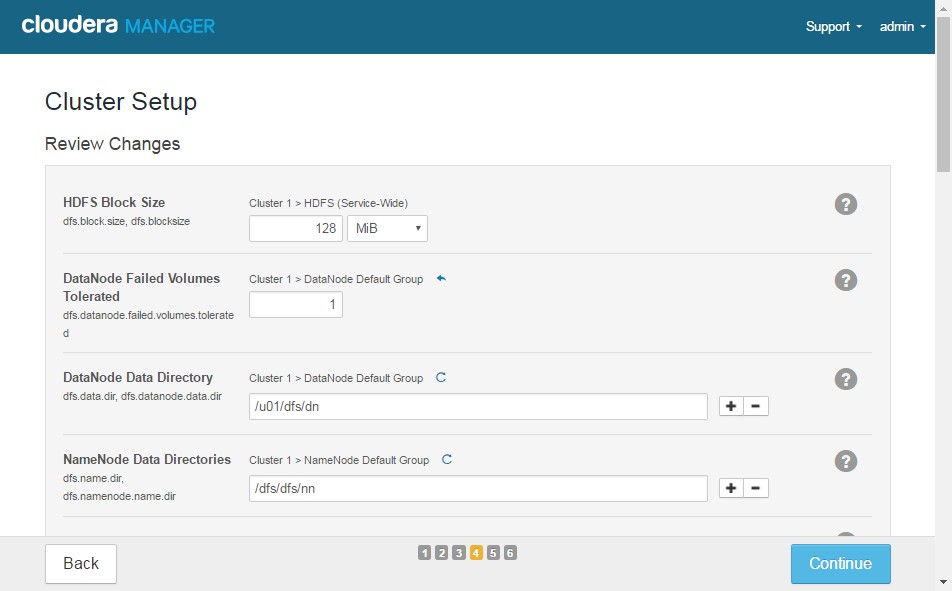 cloudera MANAGER
Support admin
Cluster Setup
Review Changes
HDFS Block Size
dfs.block.size, dfs.blocksize
Cluster 1 > HDFS (Service-Wide)
128 MiB
?
DataNode Failed Volumes
Tolerated
dfs.datanode.failed.volumes.tolerate
d
Cluster 1 > DataNode Default Group
1
?
DataNode Data Directory
dfs.data.dir, dfs.datanode.data.dir
Cluster 1 > DataNode Default Group
/u01/dfs/dn
+ -
?
NameNode Data Directories
dfs.name.dir,
dfs.namenode.name.dir
Cluster 1 > NameNode Default Group
/dfs/dfs/nn
+ -
?
Back
1 2 3 4 5 6
Continue